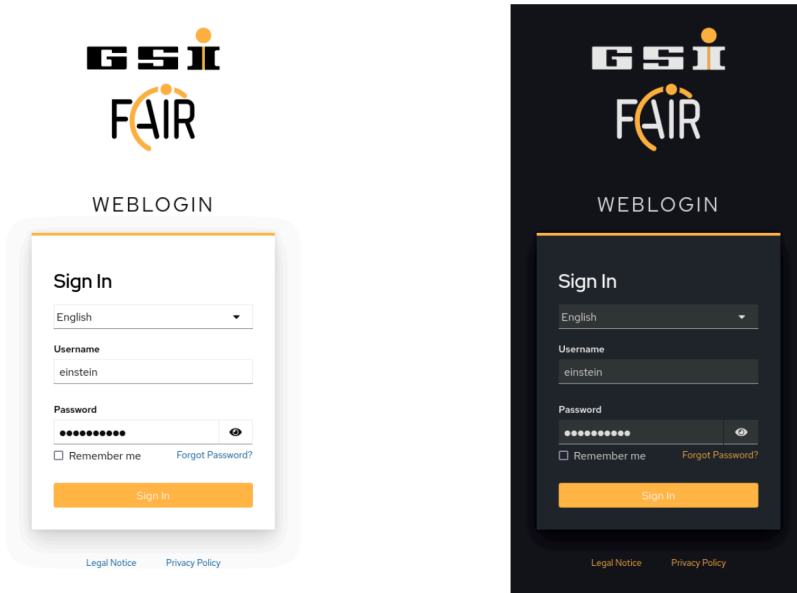 GSI
FAIR
WEBLOGIN
Sign In
English
Username
einstein
Password
●●●●●●●●●●
Remember me
Forgot Password?
Sign In
Legal Notice
Privacy Policy
GSI
FAIR
WEBLOGIN
Sign In
English
Username
einstein
Password
●●●●●●●●●●
Remember me
Forgot Password?
Sign In
Legal Notice
Privacy Policy